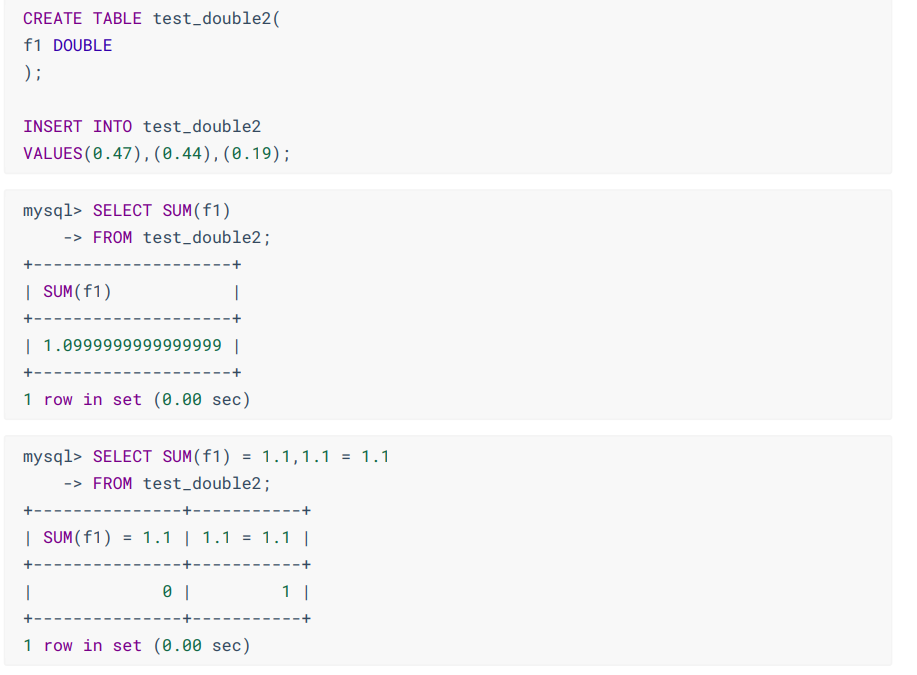 CREATE TABLE test_double2(
f1 DOUBLE
);
INSERT INTO test_double2
VALUES(0.47),(0.44),(0.19);
mysql> SELECT SUM(f1)
    -> FROM test_double2;
+--------------------+
| SUM(f1)            |
+--------------------+
| 1.0999999999999999 |
+--------------------+
1 row in set (0.00 sec)
mysql> SELECT SUM(f1) = 1.1,1.1 = 1.1
    -> FROM test_double2;
+---------------+-----------+
| SUM(f1) = 1.1 | 1.1 = 1.1 |
+---------------+-----------+
|             0 |         1 |
+---------------+-----------+
1 row in set (0.00 sec)